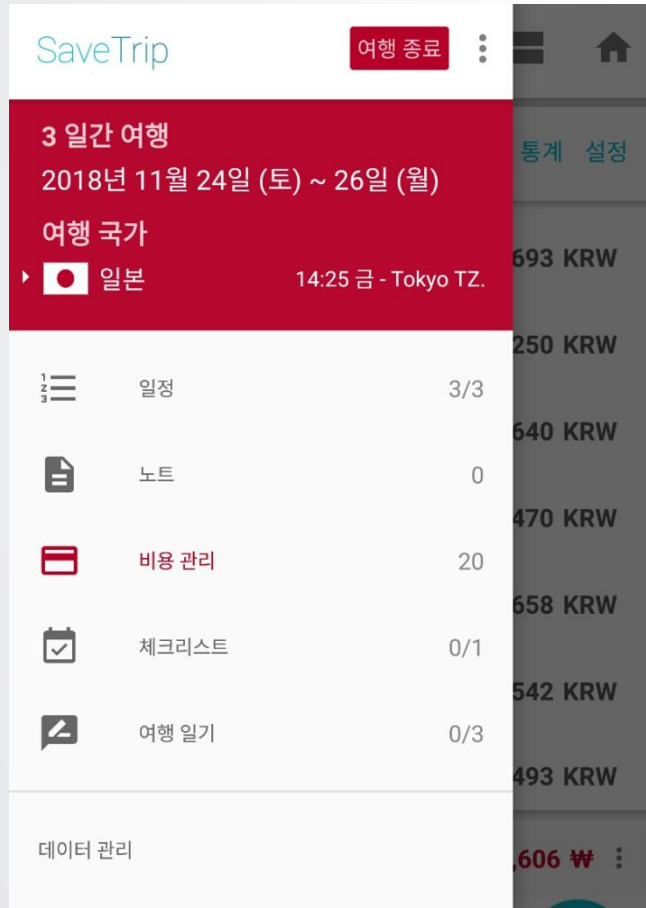 SaveTrip
여행 종료
통계 설정
3 일간 여행
2018년 11월 24일 (토) ~ 26일 (월)
여행 국가
일본 14:25 금 - Tokyo TZ.
693 KRW
250 KRW
일정 3/3
640 KRW
노트 0
470 KRW
비용 관리 20
658 KRW
체크리스트 0/1
542 KRW
여행 일기 0/3
493 KRW
데이터 관리
,606 ₩